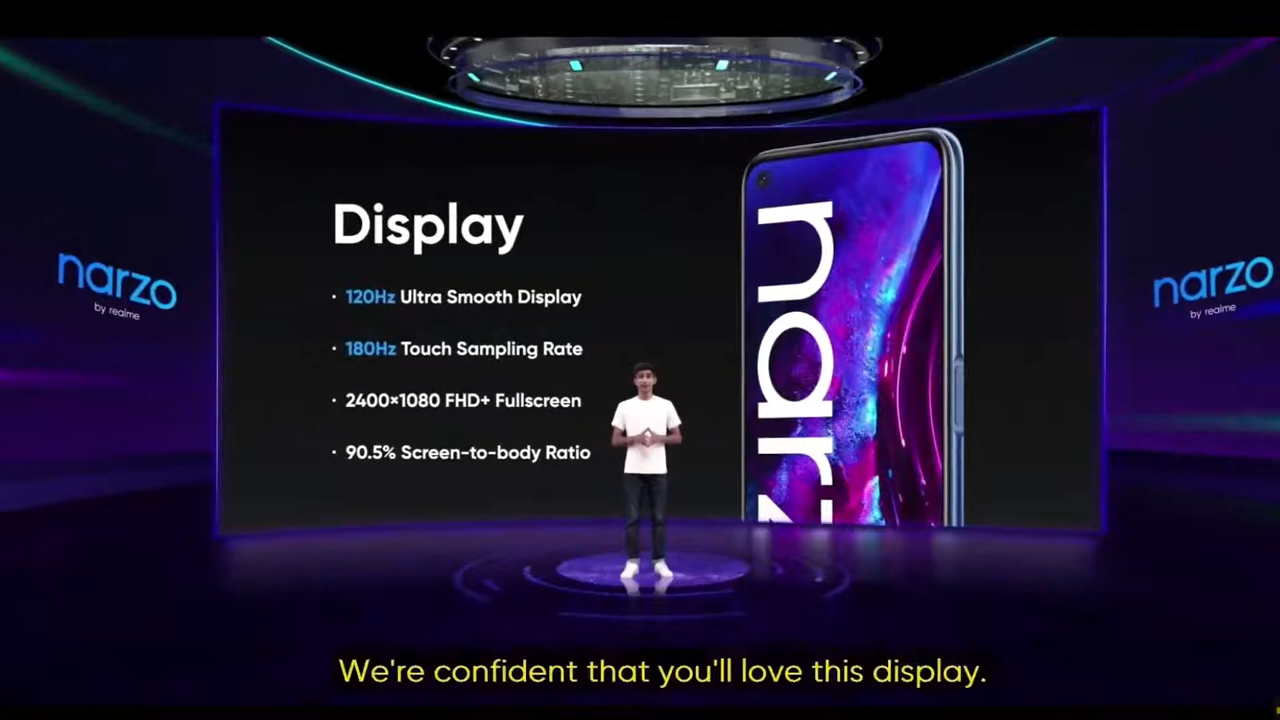 Display
· 120Hz Ultra Smooth Display
· 180Hz Touch Sampling Rate
· 2400×1080 FHD+ Fullscreen
· 90.5% Screen-to-body Ratio
narz
narzo
by realme
narzo
by realme
We're confident that you'll love this display.